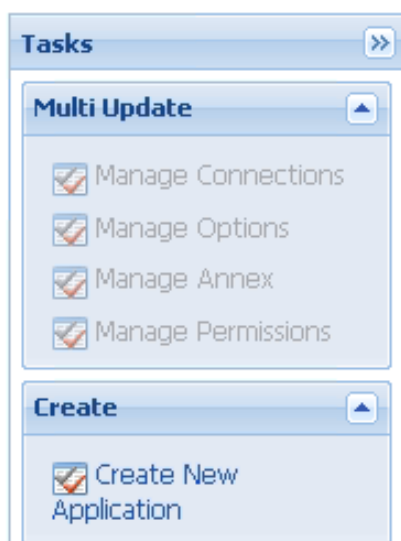 Tasks
Multi Update
Manage Connections
Manage Options
Manage Annex
Manage Permissions
Create
Create New
Application